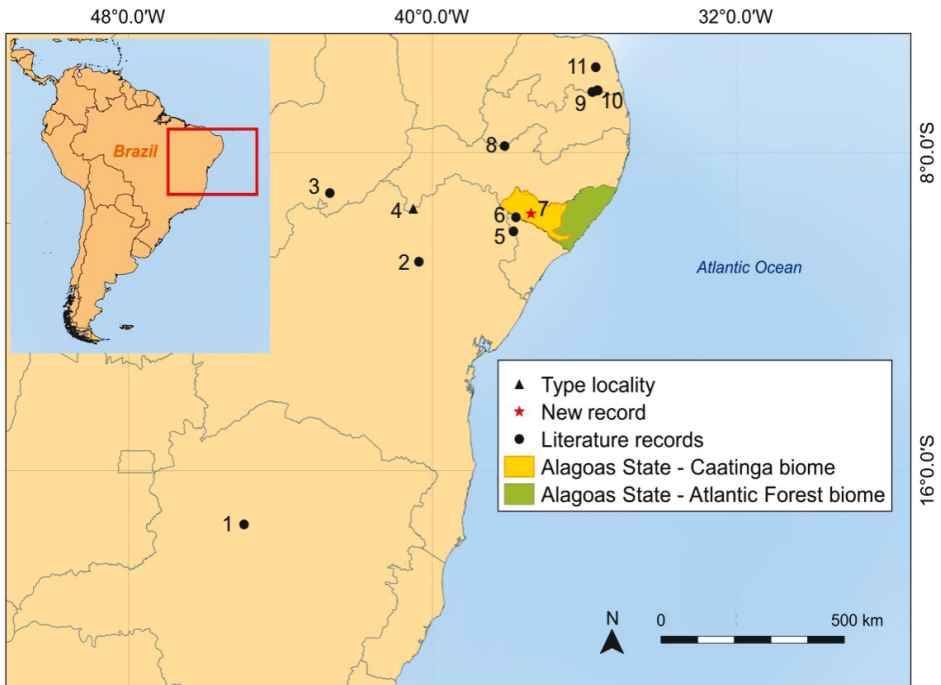 48°0.0'W 40°0.0'W 32°0.0'W
Brazil
11
9 10
8
8°0.0'S
3
4
6 7
5
2
Atlantic Ocean
Type locality
New record
Literature records
Alagoas State - Caatinga biome
Alagoas State - Atlantic Forest biome
16°0.0'S
1
N 0 500 km